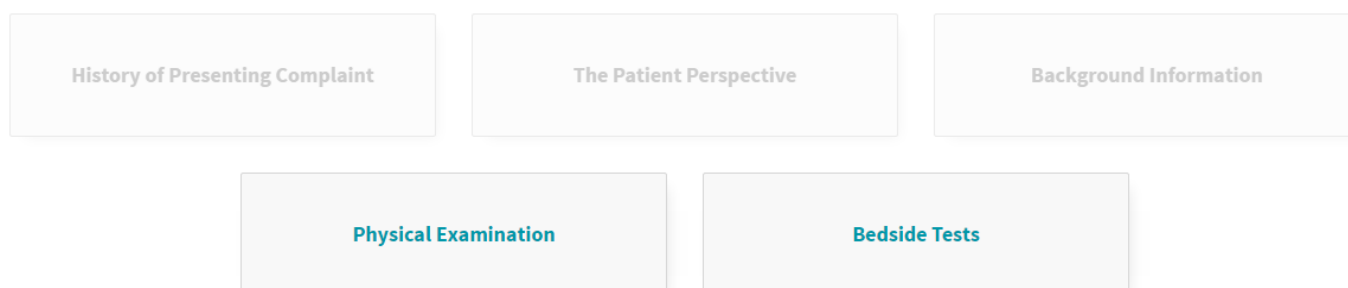 History of Presenting Complaint
The Patient Perspective
Background Information
Physical Examination
Bedside Tests